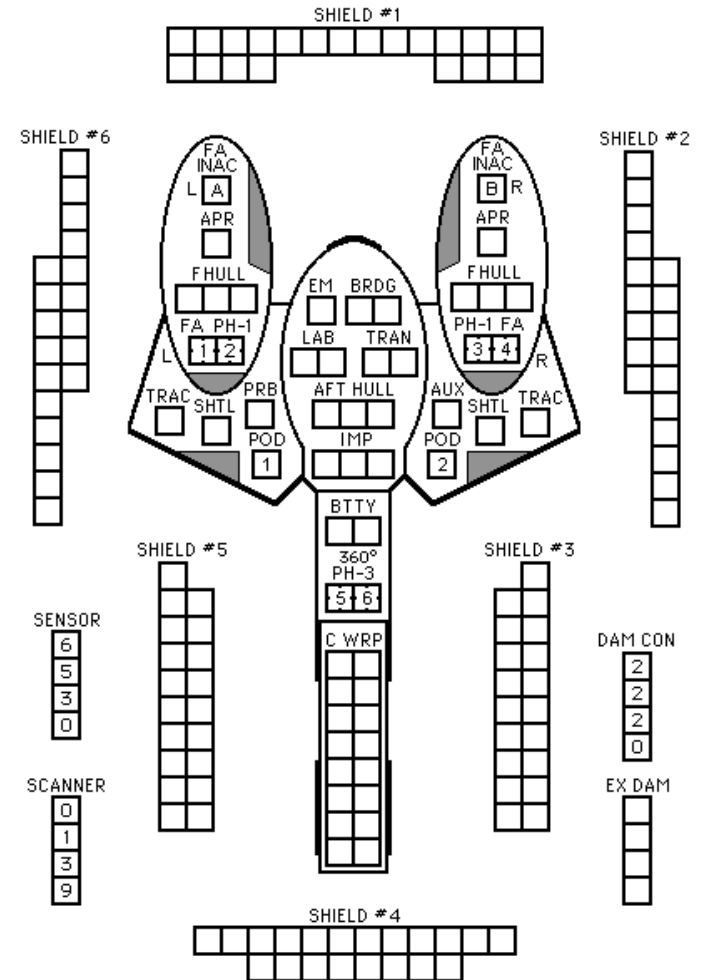 SHIELD #1
SHIELD #6
SHIELD #2
FA
INAC
L A
FA
INAC
B R
APR
APR
FHULL
FHULL
EM BRDG
FA PH-1
1 2
L
PH-1 FA
3 4
R
LAB TRAN
TRAC SHTL PRB
AFT HULL
AUX SHTL TRAC
POD
1
IMP
POD
2
BTTY
360°
PH-3
5 6
SHIELD #5
SHIELD #3
SENSOR
6
5
3
0
C WRP
DAM CON
2
2
2
0
SCANNER
0
1
3
9
EX DAM
SHIELD #4